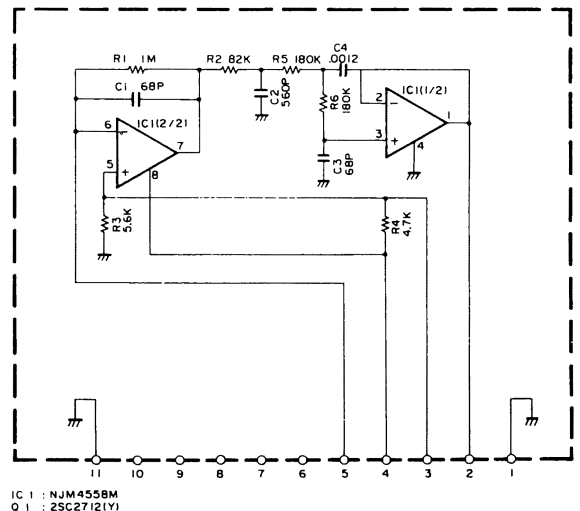 R1 1M
R2 82K
R5 180K
C4
.0012
C1 68P
C2
560P
R6
180K
IC1(1/2)
IC1(2/2)
2
−
1
3
+
4
6
−
7
5
+
8
C3
68P
R3
5.6K
R4
4.7K
11 10 9 8 7 6 5 4 3 2 1
IC 1 : NJM4558M
Q 1 : 2SC2712(Y)